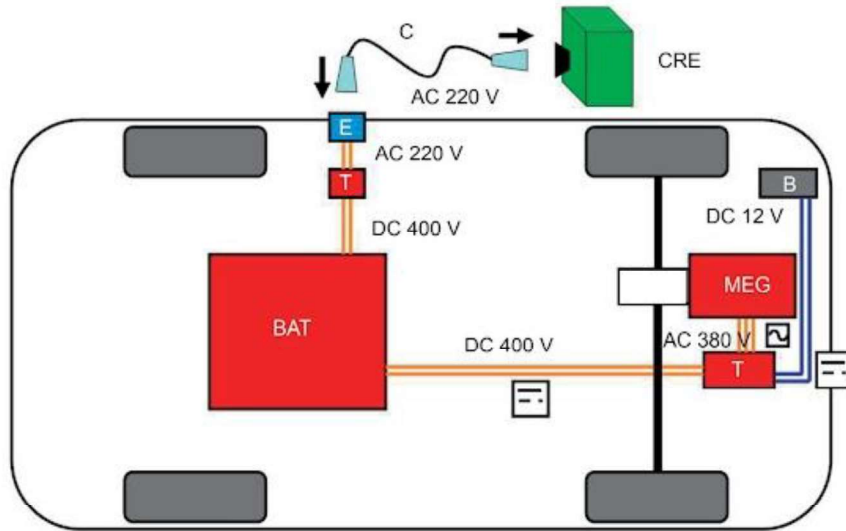 C
CRE
AC 220 V
E
AC 220 V
T
B
DC 12 V
DC 400 V
MEG
BAT
DC 400 V
AC 380 V
T